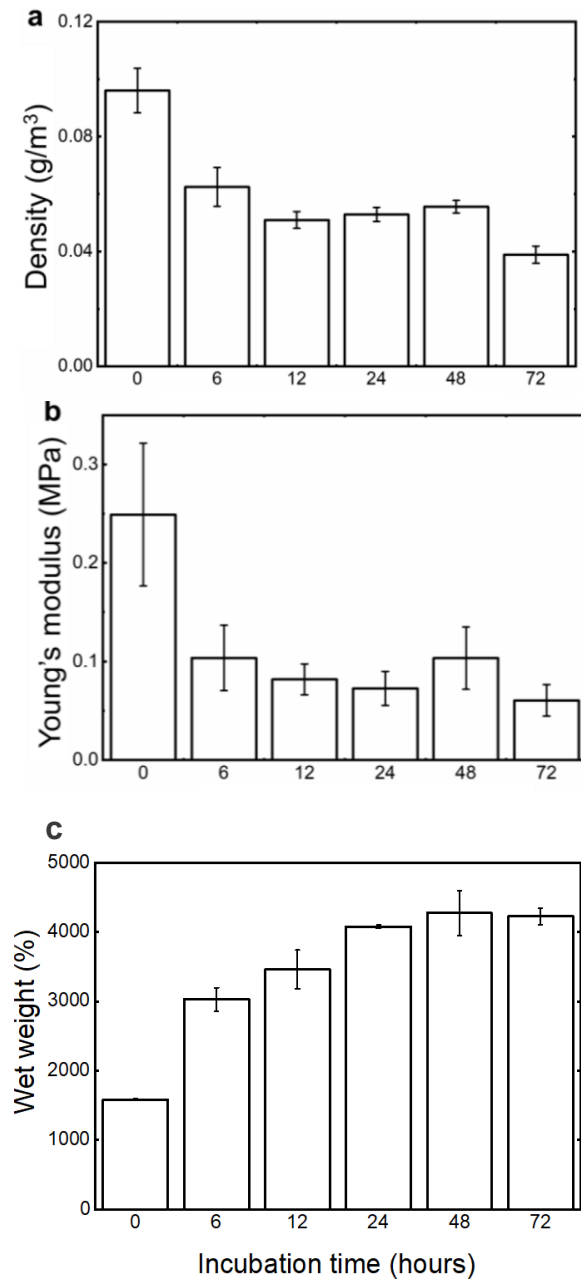 a
Density (g/m³)
0.12
0.08
0.04
0.00
0 6 12 24 48 72
b
Young's modulus (MPa)
0.3
0.2
0.1
0.0
0 6 12 24 48 72
c
Wet weight (%)
5000
4000
3000
2000
1000
0
0 6 12 24 48 72
Incubation time (hours)